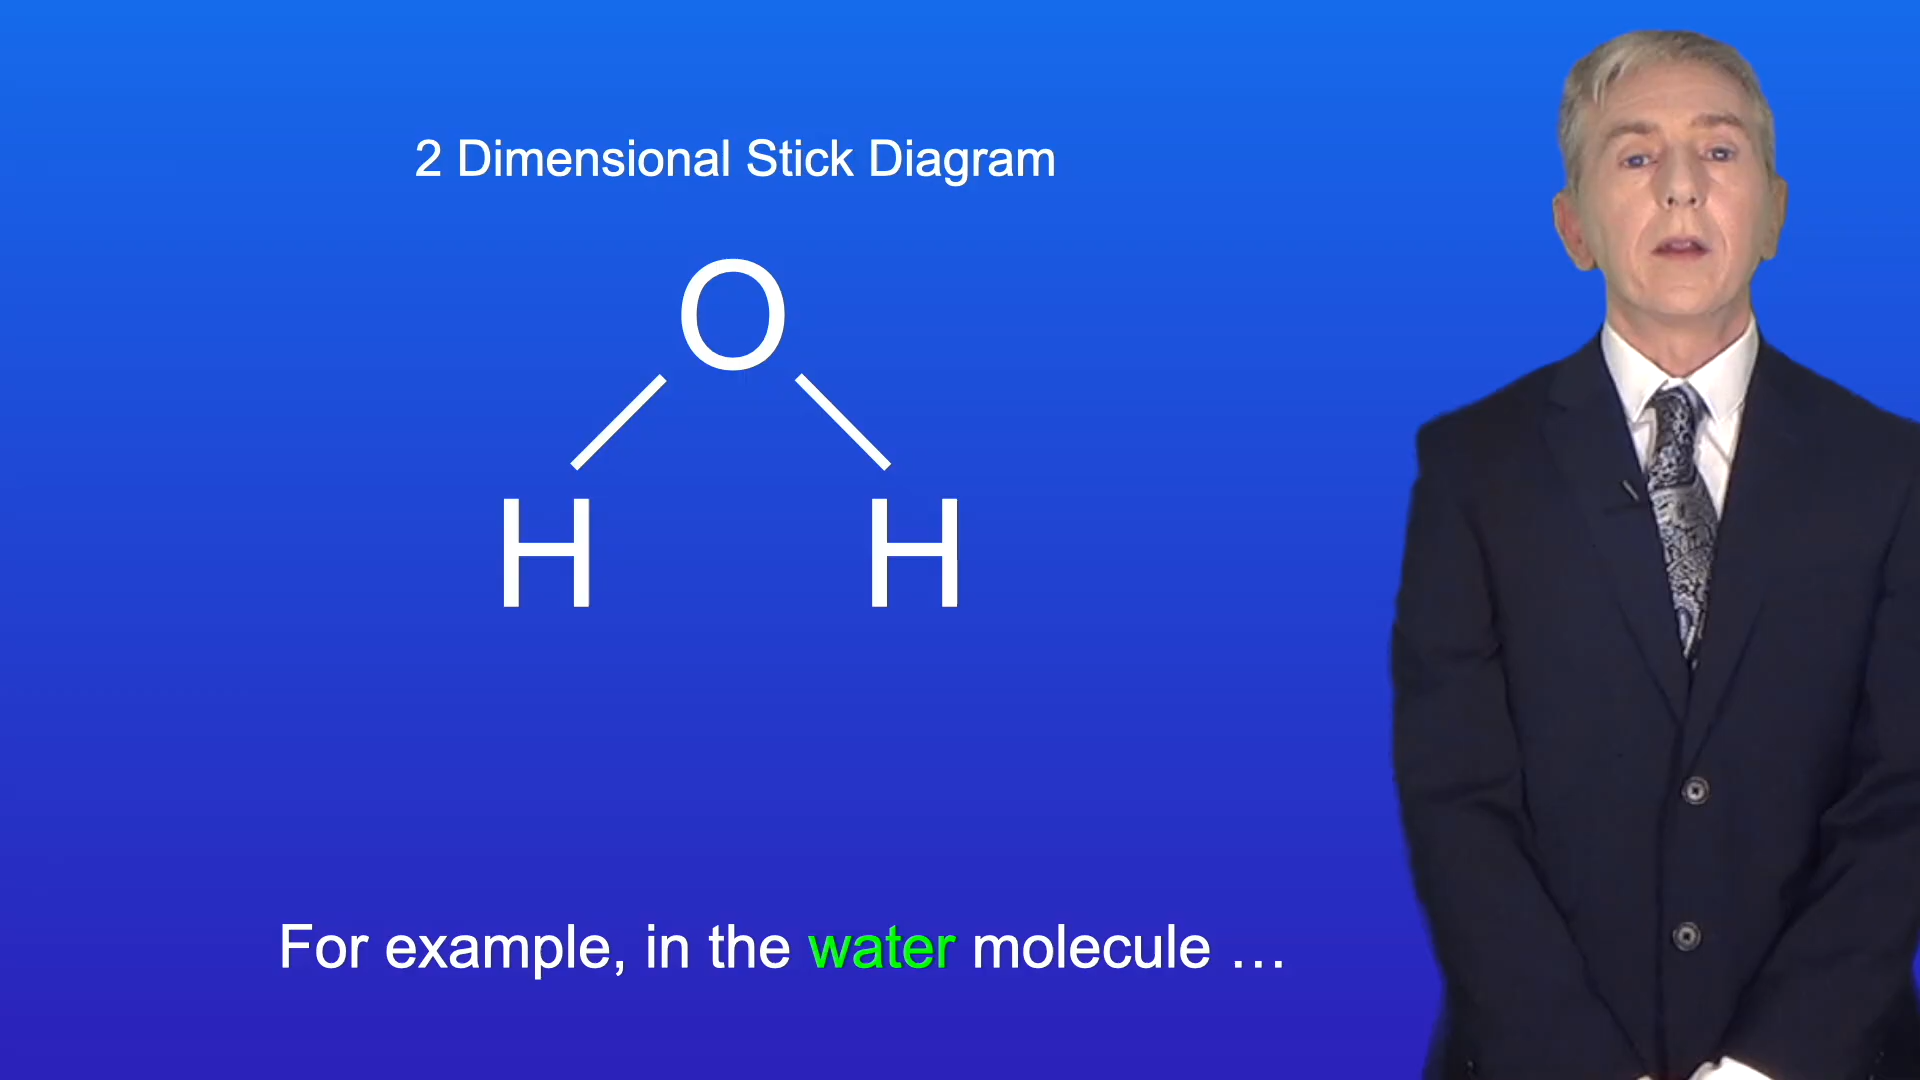 2 Dimensional Stick Diagram
O
H H
For example, in the water molecule …